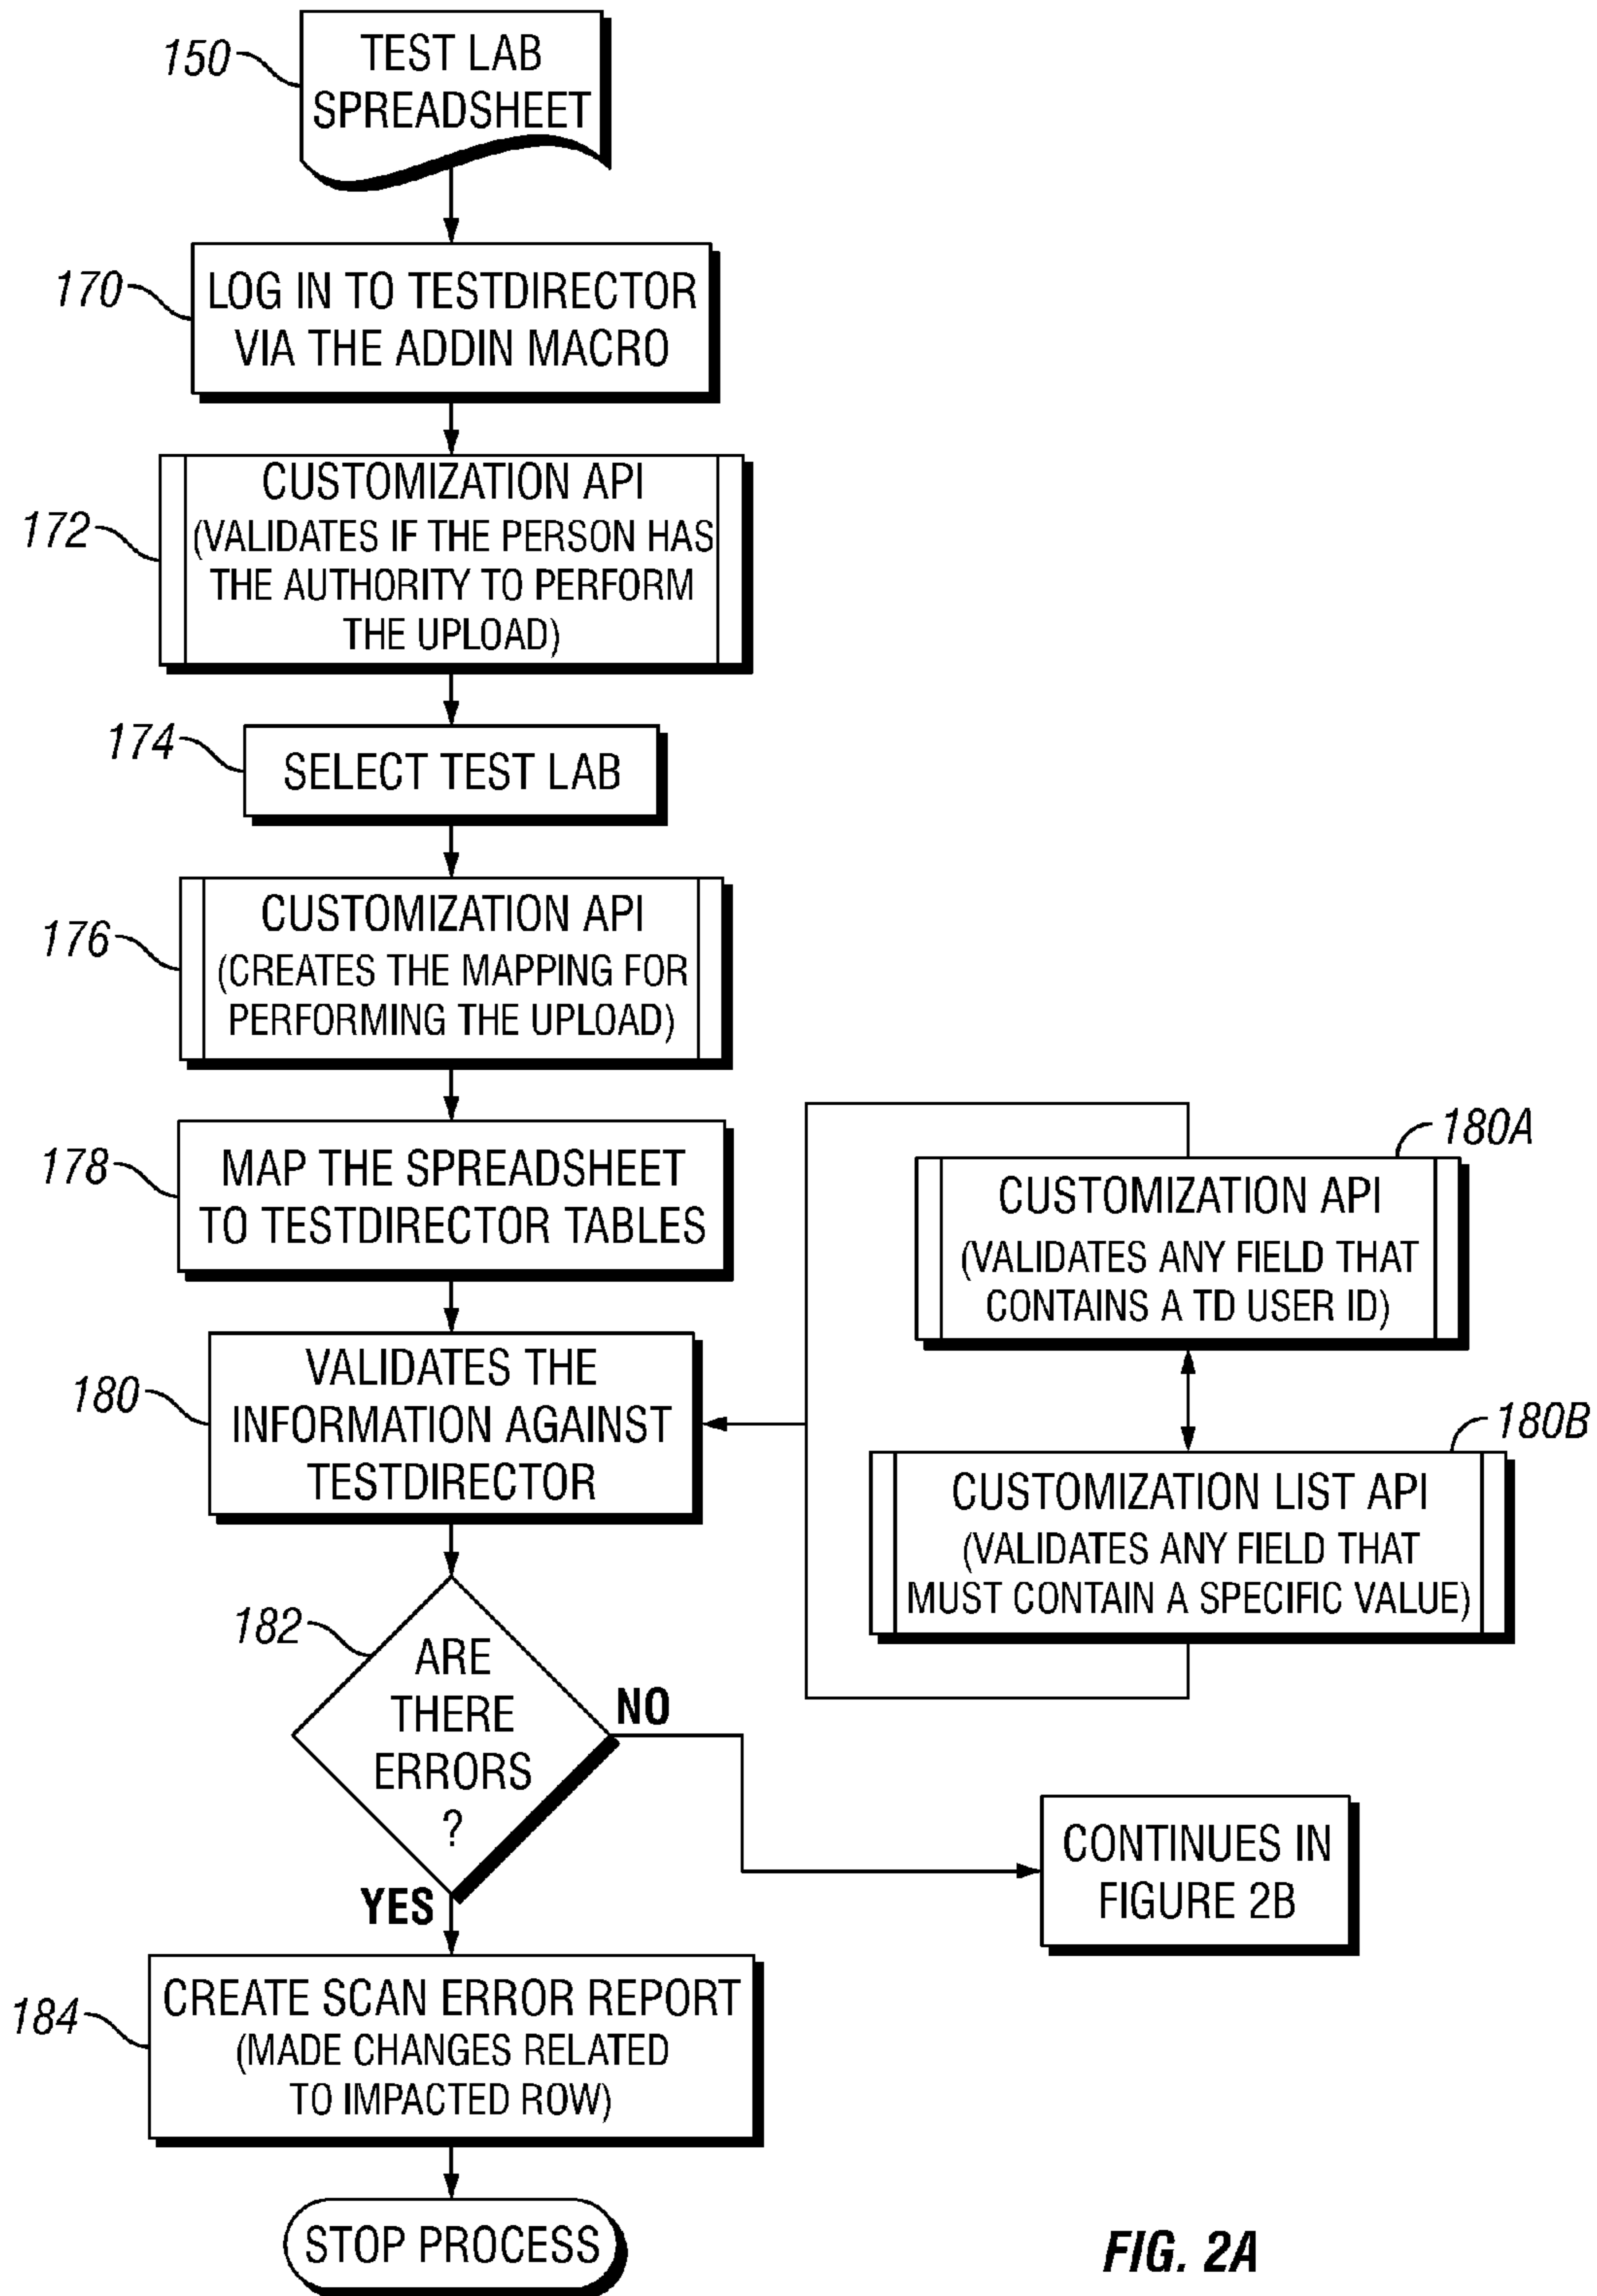 150
TEST LAB
SPREADSHEET
170
LOG IN TO TESTDIRECTOR
VIA THE ADDIN MACRO
172
CUSTOMIZATION API
(VALIDATES IF THE PERSON HAS
THE AUTHORITY TO PERFORM
THE UPLOAD)
174
SELECT TEST LAB
176
CUSTOMIZATION API
(CREATES THE MAPPING FOR
PERFORMING THE UPLOAD)
178
MAP THE SPREADSHEET
TO TESTDIRECTOR TABLES
180A
CUSTOMIZATION API
(VALIDATES ANY FIELD THAT
CONTAINS A TD USER ID)
180
VALIDATES THE
INFORMATION AGAINST
TESTDIRECTOR
180B
CUSTOMIZATION LIST API
(VALIDATES ANY FIELD THAT
MUST CONTAIN A SPECIFIC VALUE)
182
ARE
THERE
ERRORS
?
NO
YES
CONTINUES IN
FIGURE 2B
184
CREATE SCAN ERROR REPORT
(MADE CHANGES RELATED
TO IMPACTED ROW)
STOP PROCESS
FIG. 2A